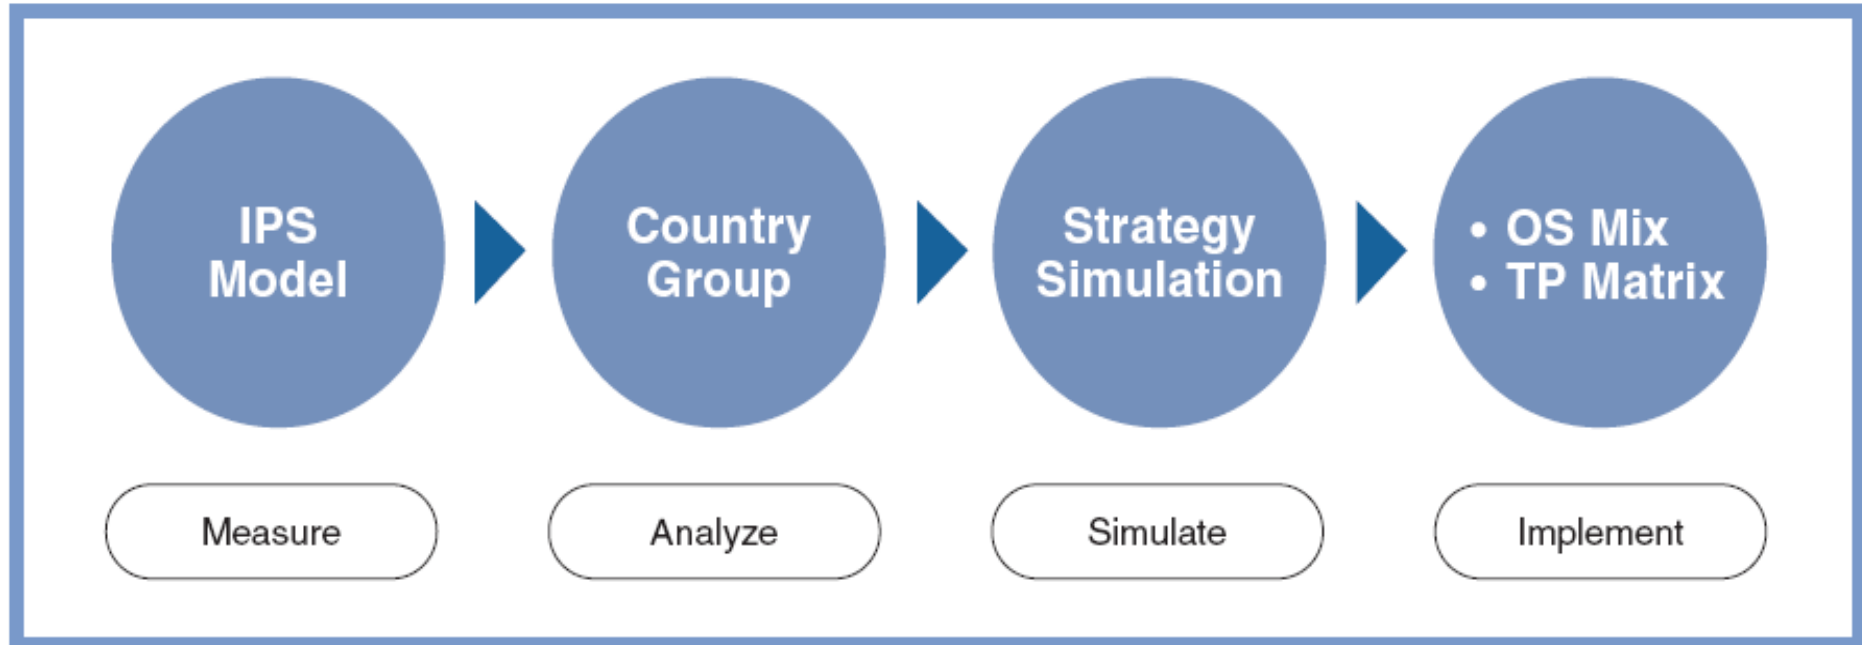 IPS
Model
Country
Group
Strategy
Simulation
• OS Mix
• TP Matrix
Measure
Analyze
Simulate
Implement